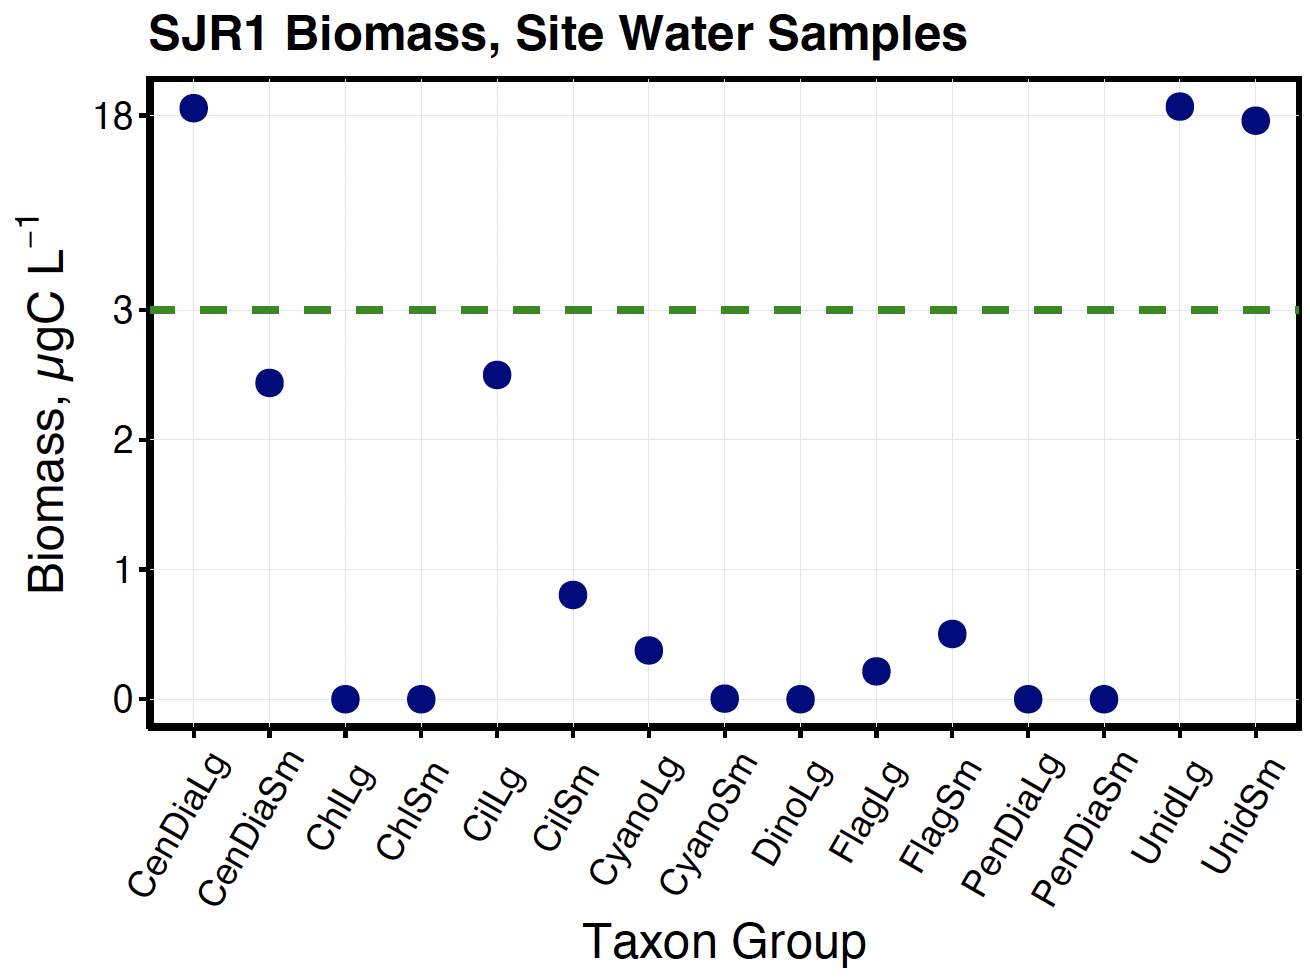 SJR1 Biomass, Site Water Samples
Biomass, µgC L⁻¹
18
3
2
1
0
CenDiaLg
CenDiaSm
ChlLg
ChlSm
CilLg
CilSm
CyanoLg
CyanoSm
DinoLg
FlagLg
FlagSm
PenDiaLg
PenDiaSm
UnidLg
UnidSm
Taxon Group